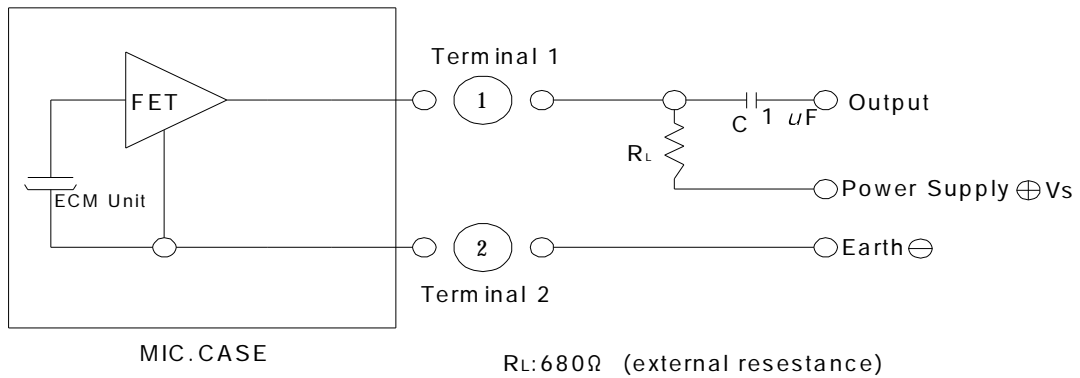 Terminal 1
FET
1
Output
C 1 uF
RL
ECM Unit
Power Supply ⊕ Vs
2
Earth ⊖
Terminal 2
MIC.CASE
RL:680Ω (external resestance)